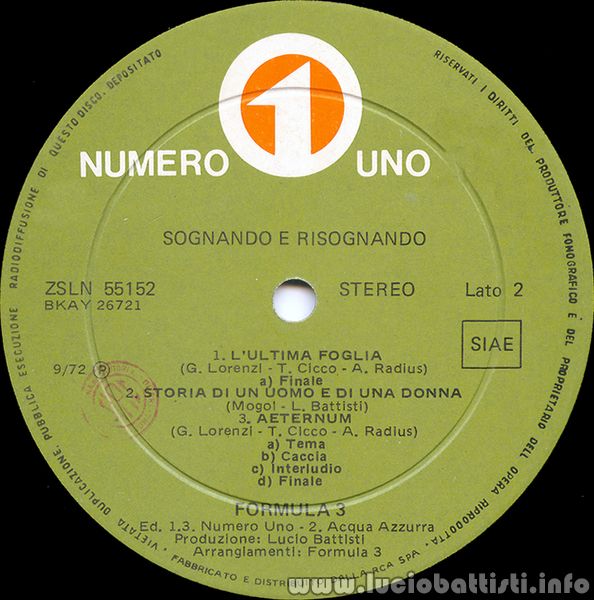 VIETATA DUPLICAZIONE, PUBBLICA ESECUZIONE RADIODIFFUSIONE DI QUESTO DISCO. DEPOSITATO
RISERVATI I DIRITTI DEL PRODUTTORE FONOGRAFICO E DEL PROPRIETARIO DELL'OPERA RIPRODOTTA
1
NUMERO UNO
SOGNANDO E RISOGNANDO
ZSLN 55152 STEREO Lato 2
BKAY 26721
SIAE
9/72 Ⓟ
1. L'ULTIMA FOGLIA
(G. Lorenzi - T. Cicco - A. Radius)
a) Finale
2. STORIA DI UN UOMO E DI UNA DONNA
(Mogol - L. Battisti)
3. AETERNUM
(G. Lorenzi - T. Cicco - A. Radius)
a) Tema
b) Caccia
c) Interludio
d) Finale
FORMULA 3
Ed. 1.3. Numero Uno - 2. Acqua Azzurra
Produzione: Lucio Battisti
Arrangiamenti: Formula 3
FABBRICATO E DISTRIBUITO DALLA RCA SPA
www.luciobattisti.info